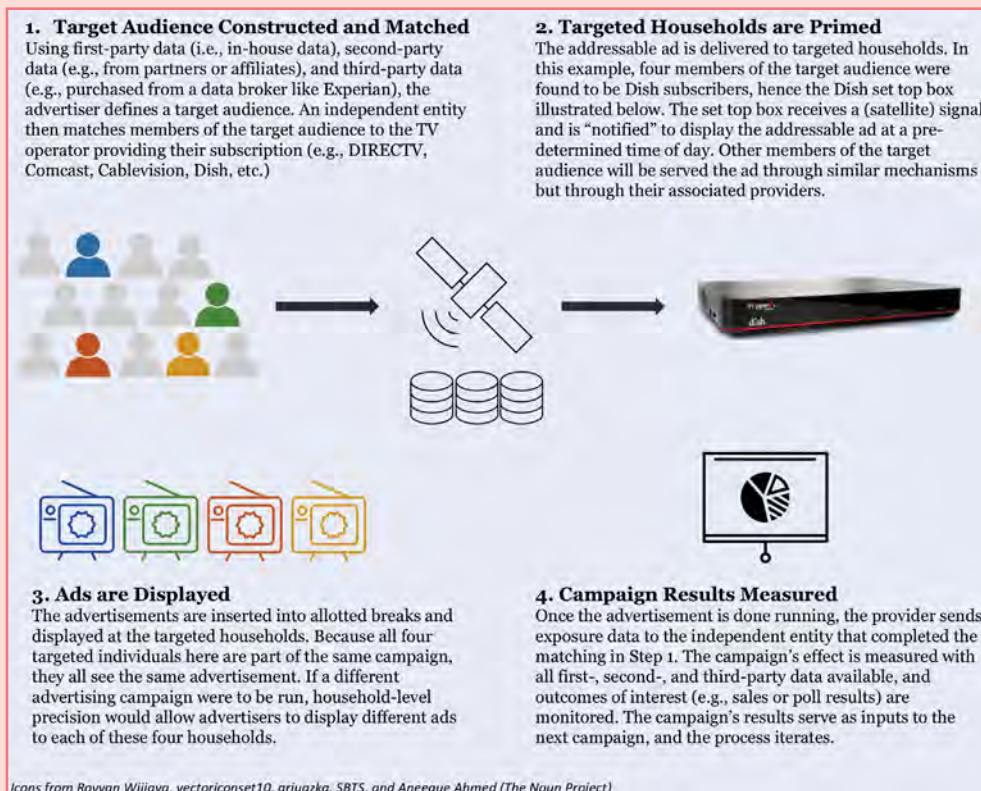 1. Target Audience Constructed and Matched
Using first-party data (i.e., in-house data), second-party
data (e.g., from partners or affiliates), and third-party data
(e.g., purchased from a data broker like Experian), the
advertiser defines a target audience. An independent entity
then matches members of the target audience to the TV
operator providing their subscription (e.g., DIRECTV,
Comcast, Cablevision, Dish, etc.)
2. Targeted Households are Primed
The addressable ad is delivered to targeted households. In
this example, four members of the target audience were
found to be Dish subscribers, hence the Dish set top box
illustrated below. The set top box receives a (satellite) signal
and is “notified” to display the addressable ad at a pre-
determined time of day. Other members of the target
audience will be served the ad through similar mechanisms
but through their associated providers.
dish
3. Ads are Displayed
The advertisements are inserted into allotted breaks and
displayed at the targeted households. Because all four
targeted individuals here are part of the same campaign,
they all see the same advertisement. If a different
advertising campaign were to be run, household-level
precision would allow advertisers to display different ads
to each of these four households.
4. Campaign Results Measured
Once the advertisement is done running, the provider sends
exposure data to the independent entity that completed the
matching in Step 1. The campaign’s effect is measured with
all first-, second-, and third-party data available, and
outcomes of interest (e.g., sales or poll results) are
monitored. The campaign’s results serve as inputs to the
next campaign, and the process iterates.
Icons from Royyan Wijaya, vectoriconset10, SBTS, and Aneeque Ahmed (The Noun Project)